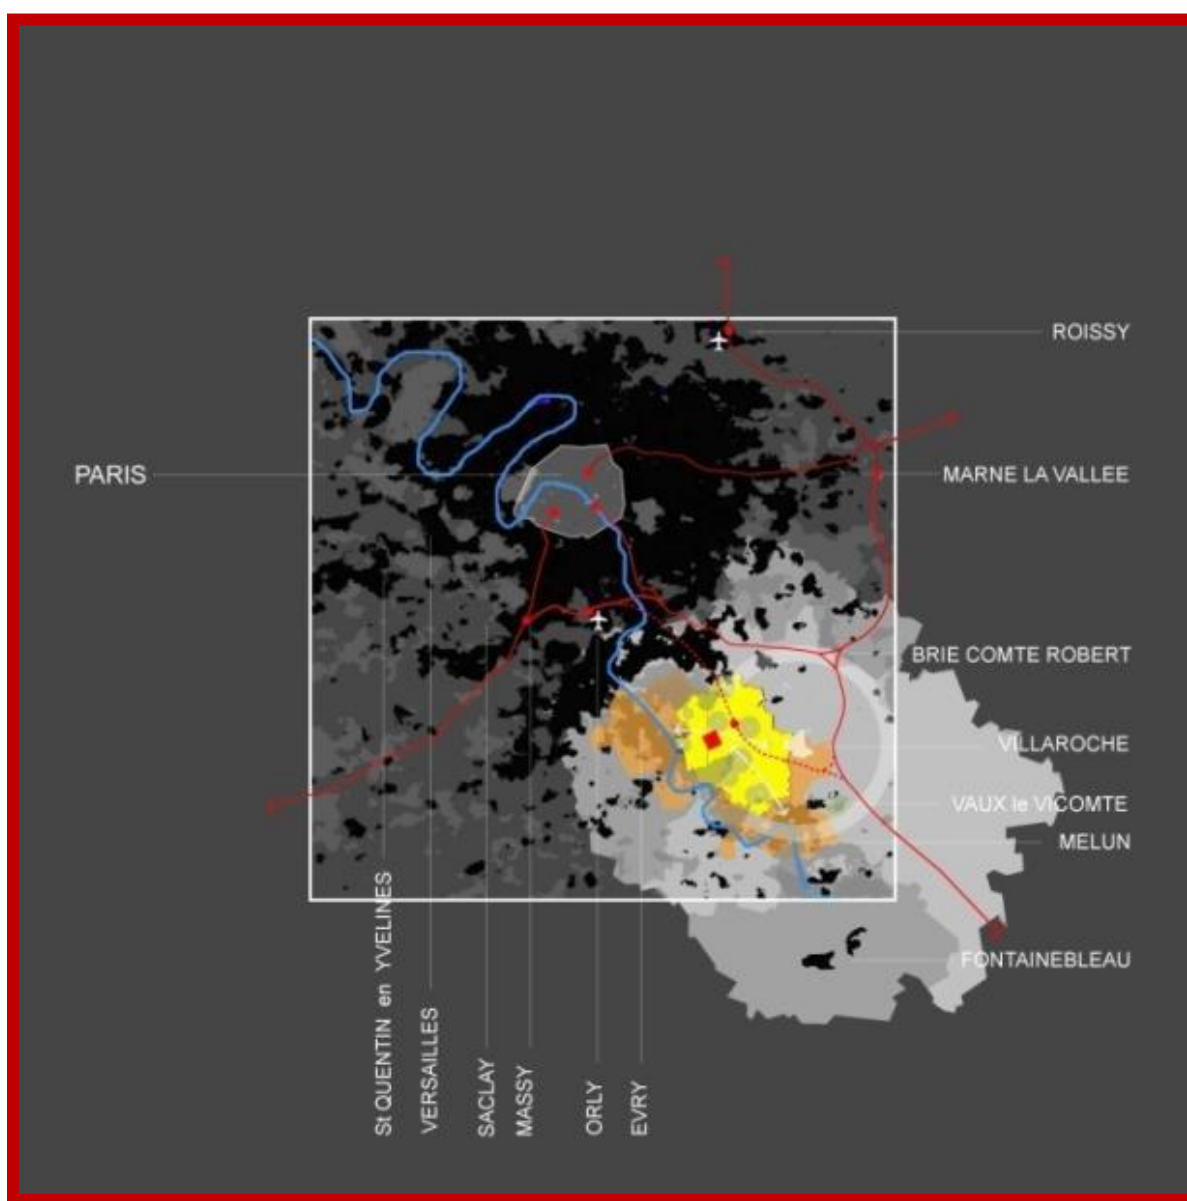 ROISSY
PARIS
MARNE LA VALLEE
BRIE COMTE ROBERT
VILLAROCHE
VAUX le VICOMTE
MELUN
FONTAINEBLEAU
St QUENTIN en YVELINES
VERSAILLES
SACLAY
MASSY
ORLY
EVRY